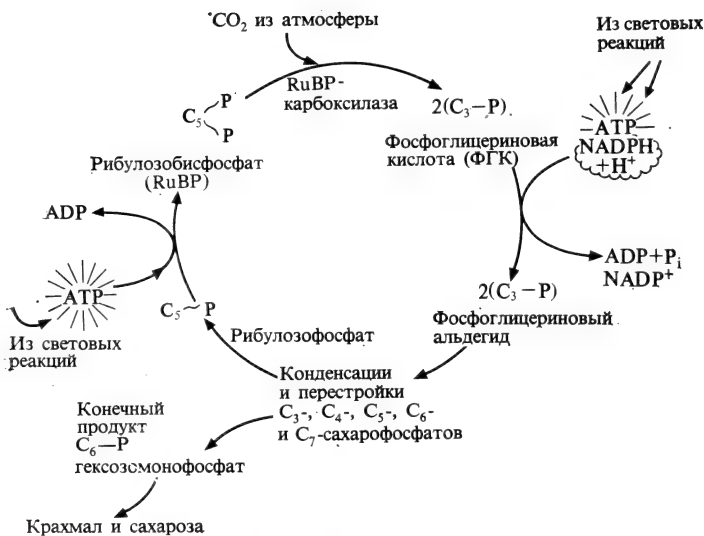 CO₂ из атмосферы
Из световых
реакций
RuBP-
карбоксилаза
C₅
P
P
2(C₃–P)
ATP
NADPH
+H⁺
Фосфоглицериновая
кислота (ФГК)
Рибулозобисфосфат
(RuBP)
ADP
ADP+Pᵢ
NADP⁺
ATP
C₅~P
2(C₃–P)
Фосфоглицериновый
альдегид
Рибулозофосфат
Из световых
реакций
Конденсации
и перестройки
C₃-, C₄-, C₅-, C₆-
и C₇-сахарофосфатов
Конечный
продукт
C₆—P
гексозомонофосфат
Крахмал и сахароза